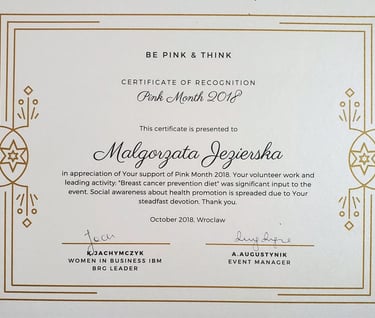 BE PINK & THINK
CERTIFICATE OF RECOGNITION
Pink Month 2018
This certificate is presented to
Malgorzata Jezierska
In appreciation of Your support of Pink Month 2018. Your volunteer work and
leading activity: "Breast cancer prevention diet" was significant input to the
event. Social awareness about health promotion is spreaded due to Your
steadfast devotion. Thank you.
October 2018, Wroclaw
K.JACHYMCZYK
WOMEN IN BUSINESS IBM
BRG LEADER
A.AUGUSTYNIK
EVENT MANAGER